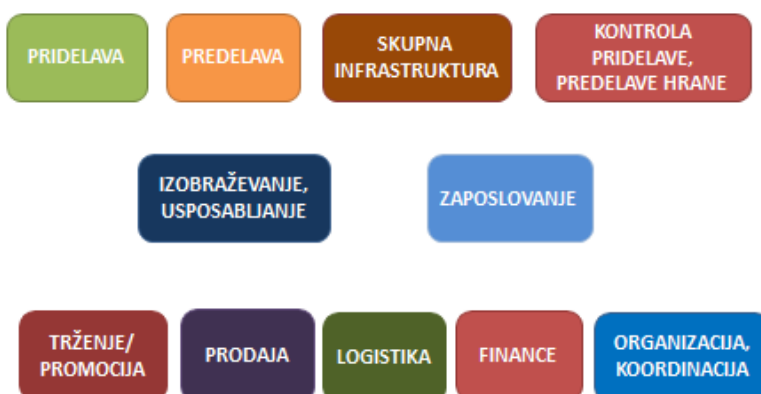 PRIDELAVA
PREDELAVA
SKUPNA
INFRASTRUKTURA
KONTROLA
PRIDELAVE,
PREDELAVE HRANE
IZOBRAŽEVANJE,
USPOSABLJANJE
ZAPOSLOVANJE
TRŽENJE/
PROMOCIJA
PRODAJA
LOGISTIKA
FINANCE
ORGANIZACIJA,
KOORDINACIJA